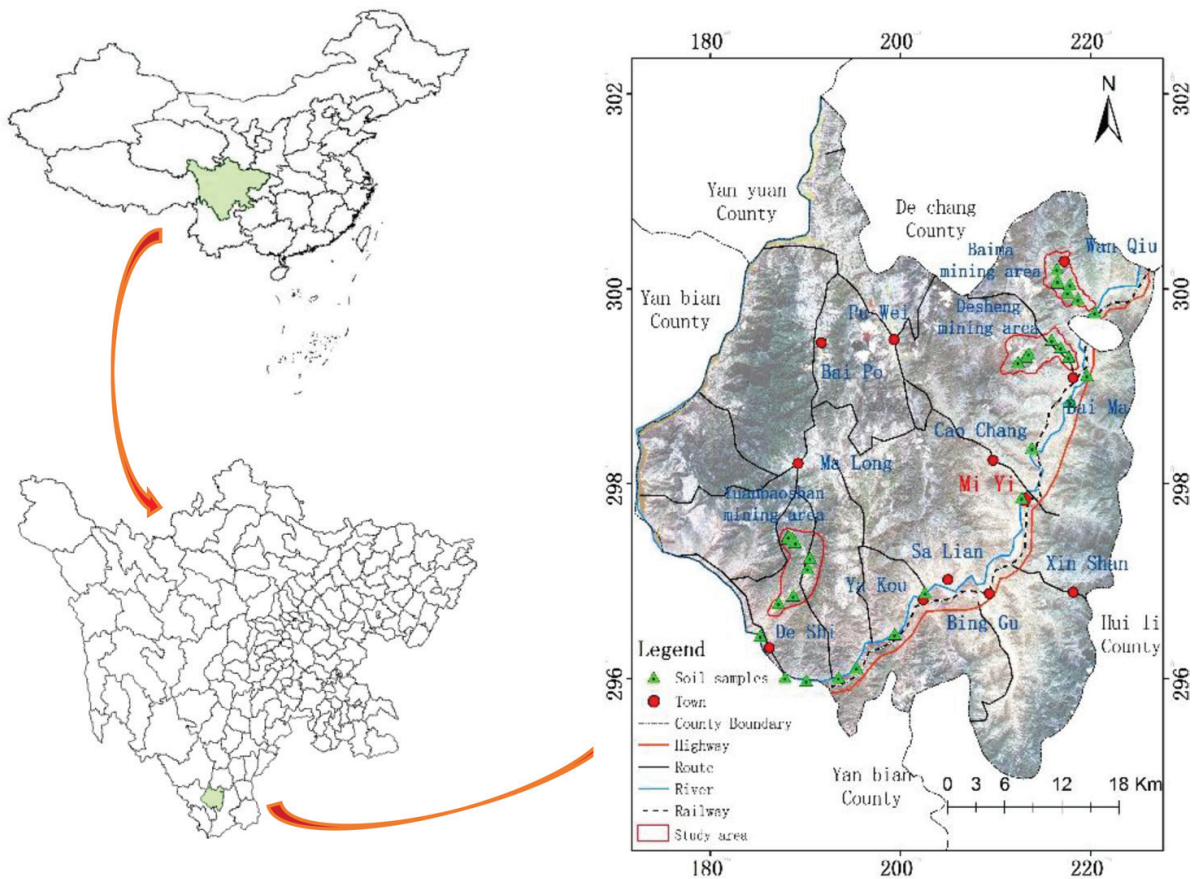 180
200
220
302
302
N
Yan yuan
County
De chang
County
Wan Qiu
Baima
mining area
300
300
Yan bian
County
Desheng
mining area
Pu Wei
Bai Po
Bai Ma
Cao Chang
Ma Long
Mi Yi
298
298
Yuanbaoshan
mining area
Sa Lian
Xin Shan
Ya Kou
Bing Gu
De Shi
Hui li
County
Legend
Soil samples
Town
County Boundary
Highway
Route
River
Railway
Study area
296
296
Yan bian
County
0 3 6 12 18 Km
180
200
220